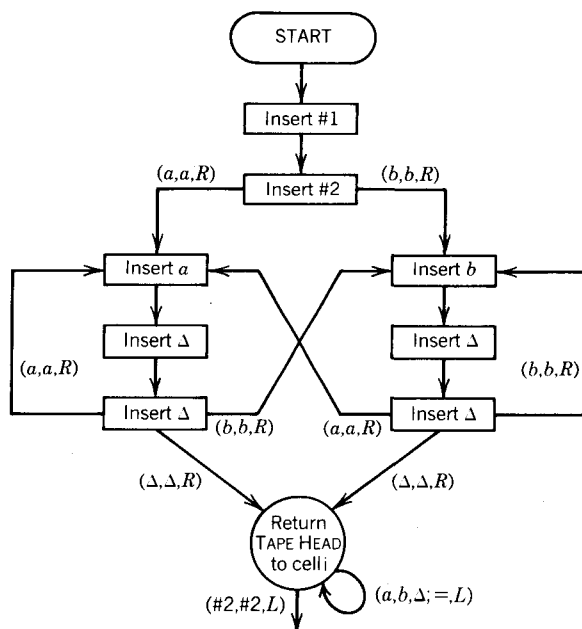 START
Insert #1
Insert #2
(a,a,R)
(b,b,R)
Insert a
Insert b
Insert Δ
Insert Δ
(a,a,R)
(b,b,R)
Insert Δ
Insert Δ
(b,b,R)
(a,a,R)
(Δ,Δ,R)
(Δ,Δ,R)
Return
TAPE HEAD
to cell i
(#2,#2,L)
(a,b,Δ;=,L)